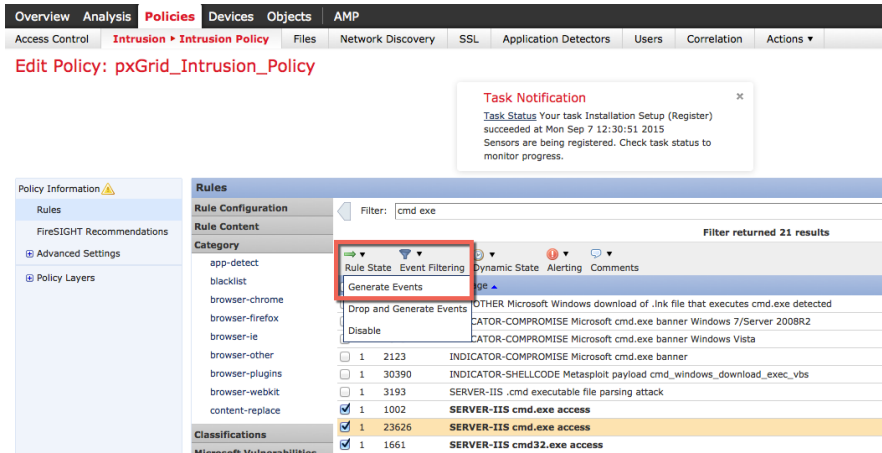 Overview Analysis Policies Devices Objects AMP
Access Control Intrusion ▸ Intrusion Policy Files Network Discovery SSL Application Detectors Users Correlation Actions ▾
Edit Policy: pxGrid_Intrusion_Policy
Task Notification ×
Task Status Your task Installation Setup (Register)
succeeded at Mon Sep 7 12:30:51 2015
Sensors are being registered. Check task status to
monitor progress.
Policy Information
Rules
FireSIGHT Recommendations
Advanced Settings
Policy Layers
Rules
Rule Configuration
Rule Content
Category
app-detect
blacklist
browser-chrome
browser-firefox
browser-ie
browser-other
browser-plugins
browser-webkit
content-replace
Classifications
Microsoft Vulnerabilities
Filter: cmd exe
Filter returned 21 results
Rule State Event Filtering Dynamic State Alerting Comments
Generate Events
Drop and Generate Events
Disable
OTHER Microsoft Windows download of .lnk file that executes cmd.exe detected
CATOR-COMPROMISE Microsoft cmd.exe banner Windows 7/Server 2008R2
CATOR-COMPROMISE Microsoft cmd.exe banner Windows Vista
1 2123 INDICATOR-COMPROMISE Microsoft cmd.exe banner
1 30390 INDICATOR-SHELLCODE Metasploit payload cmd_windows_download_exec_vbs
1 3193 SERVER-IIS .cmd executable file parsing attack
1 1002 SERVER-IIS cmd.exe access
1 23626 SERVER-IIS cmd.exe access
1 1661 SERVER-IIS cmd32.exe access